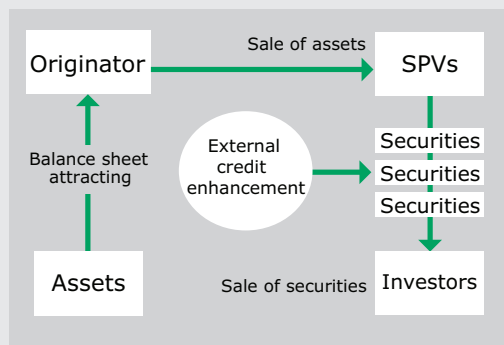 Sale of assets
Originator
SPVs
Balance sheet
attracting
External
credit
enhancement
Securities
Securities
Securities
Assets
Sale of securities
Investors